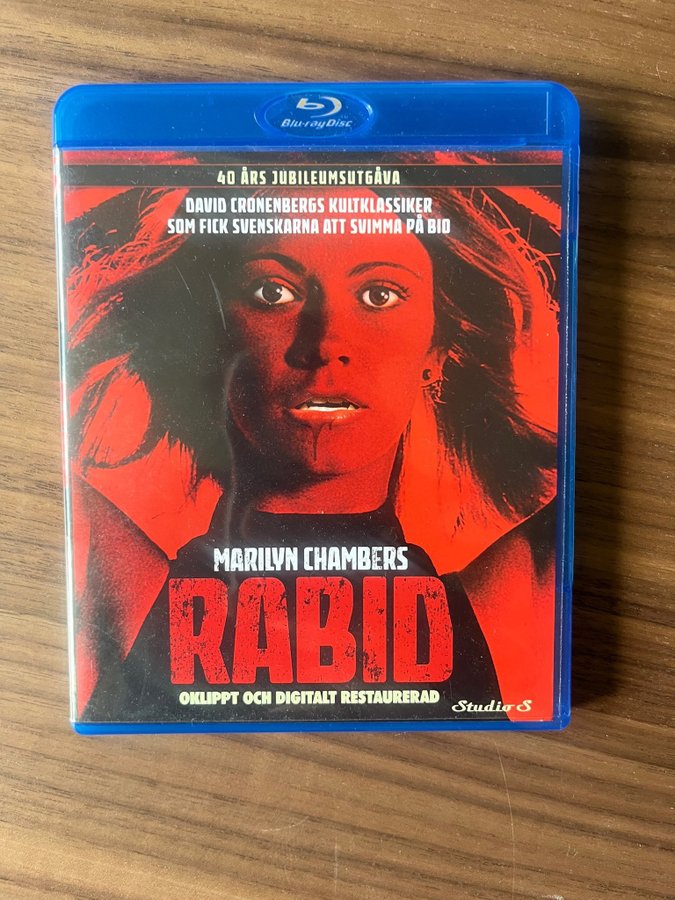 Blu-ray Disc
40 ÅRS JUBILEUMSUTGÅVA
DAVID CRONENBERGS KULTKLASSIKER
SOM FICK SVENSKARNA ATT SVIMMA PÅ BIO
MARILYN CHAMBERS
RABID
OKLIPPT OCH DIGITALT RESTAURERAD
Studio S